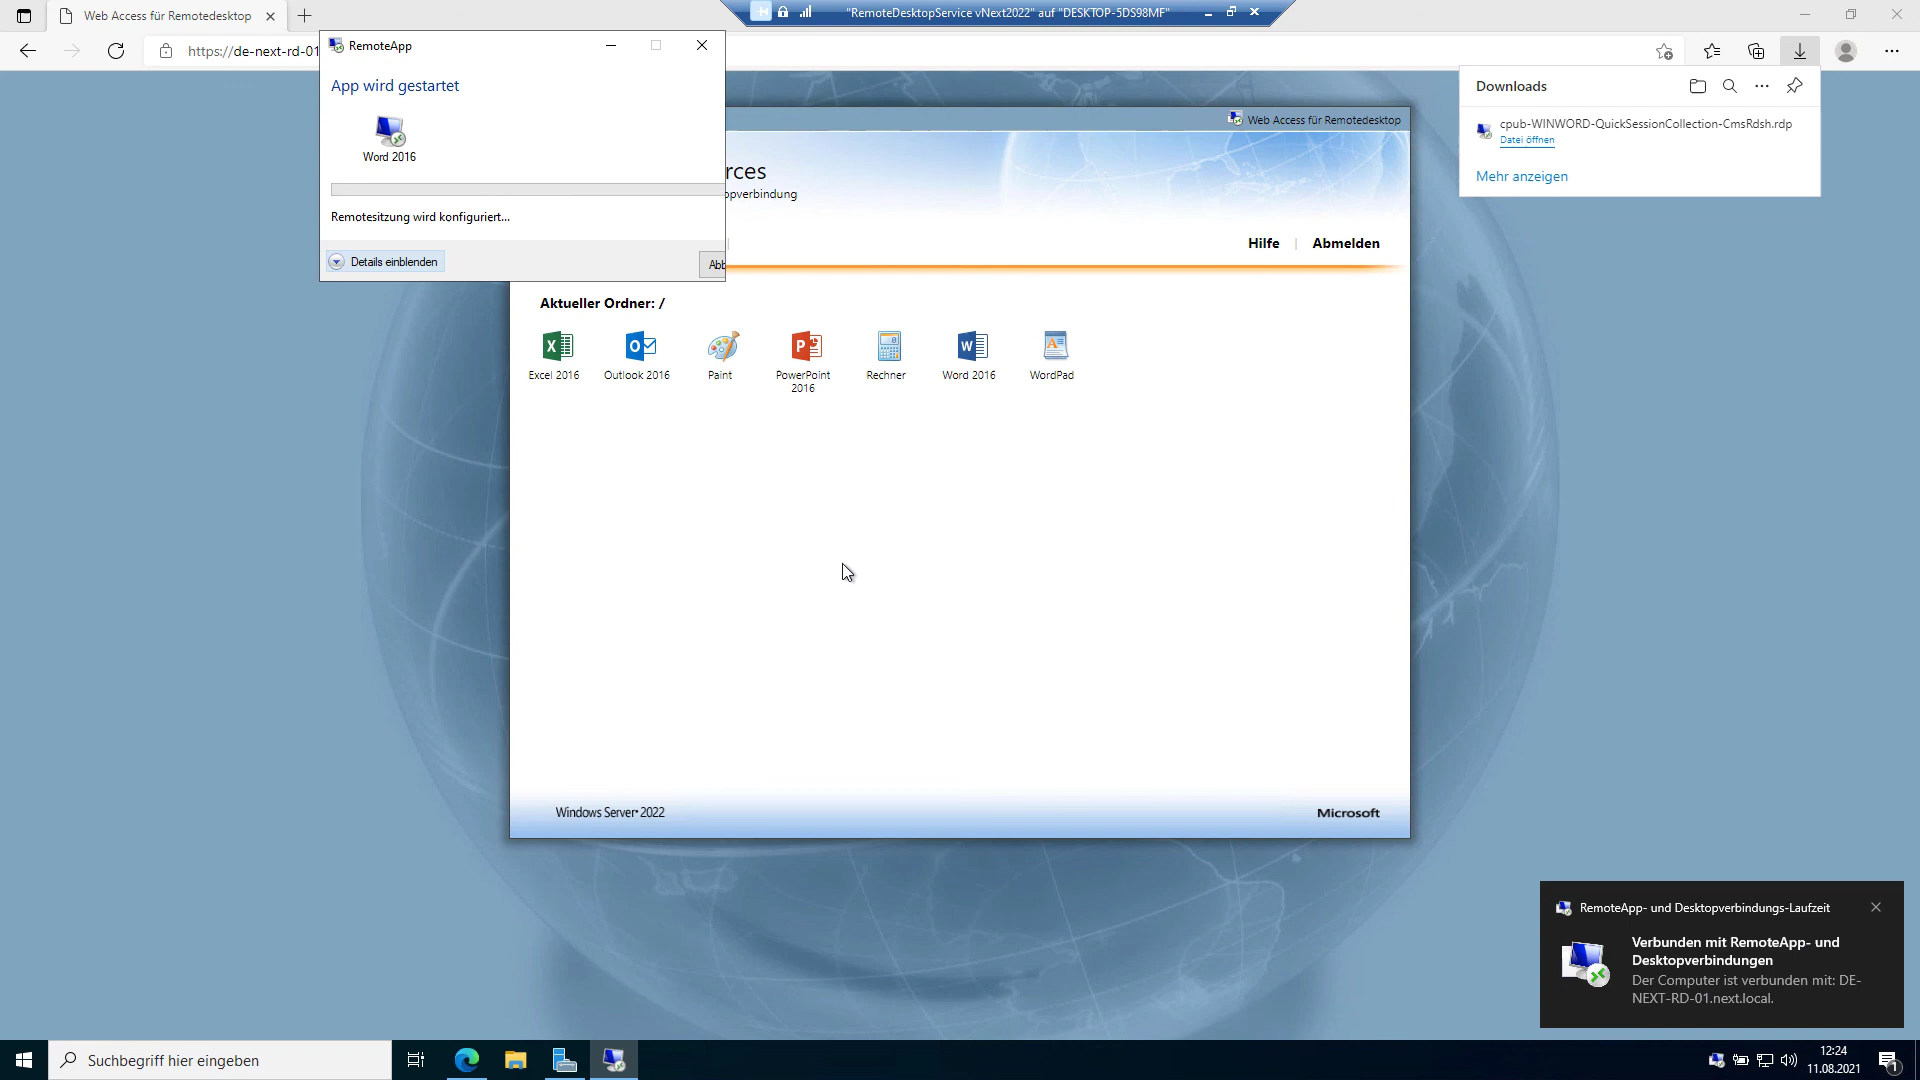 Web Access für Remotedesktop
"RemoteDesktopService vNext2022" auf "DESKTOP-5DS98MF"
https://de-next-rd-01
RemoteApp
App wird gestartet
Word 2016
Remotesitzung wird konfiguriert...
Details einblenden
Abb
Web Access für Remotedesktop
rces
opverbindung
Hilfe
Abmelden
Aktueller Ordner: /
Excel 2016
Outlook 2016
Paint
PowerPoint
2016
Rechner
Word 2016
WordPad
Windows Server 2022
Microsoft
Downloads
cpub-WINWORD-QuickSessionCollection-CmsRdsh.rdp
Datei öffnen
Mehr anzeigen
RemoteApp- und Desktopverbindungs-Laufzeit
Verbunden mit RemoteApp- und
Desktopverbindungen
Der Computer ist verbunden mit: DE-
NEXT-RD-01.next.local.
Suchbegriff hier eingeben
12:24
11.08.2021
1